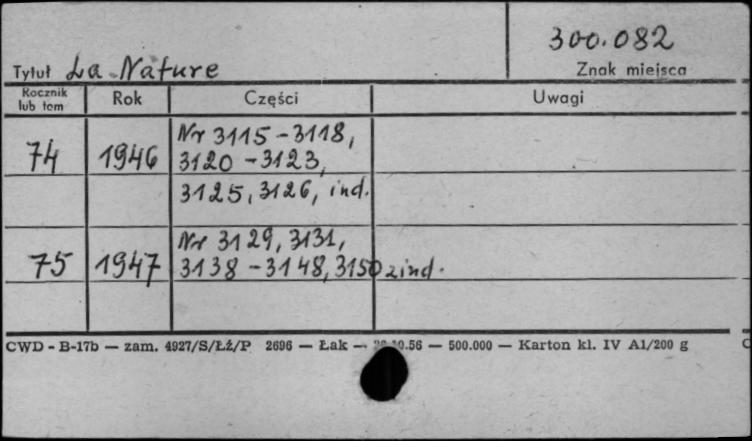 300.082
Tytuł La Nature
Znak miejsca
Rocznik lub tom Rok Części Uwagi
74 1946 Nr 3115-3118,
3120-3123,
3125, 3126, ind.
75 1947 Nr 3129, 3131,
3138-3148, 3150 zind.
CWD - B-17b — zam. 4927/S/ŁŹ/P 2696 — Łak — 10.56 — 500.000 — Karton kl. IV A1/200 g